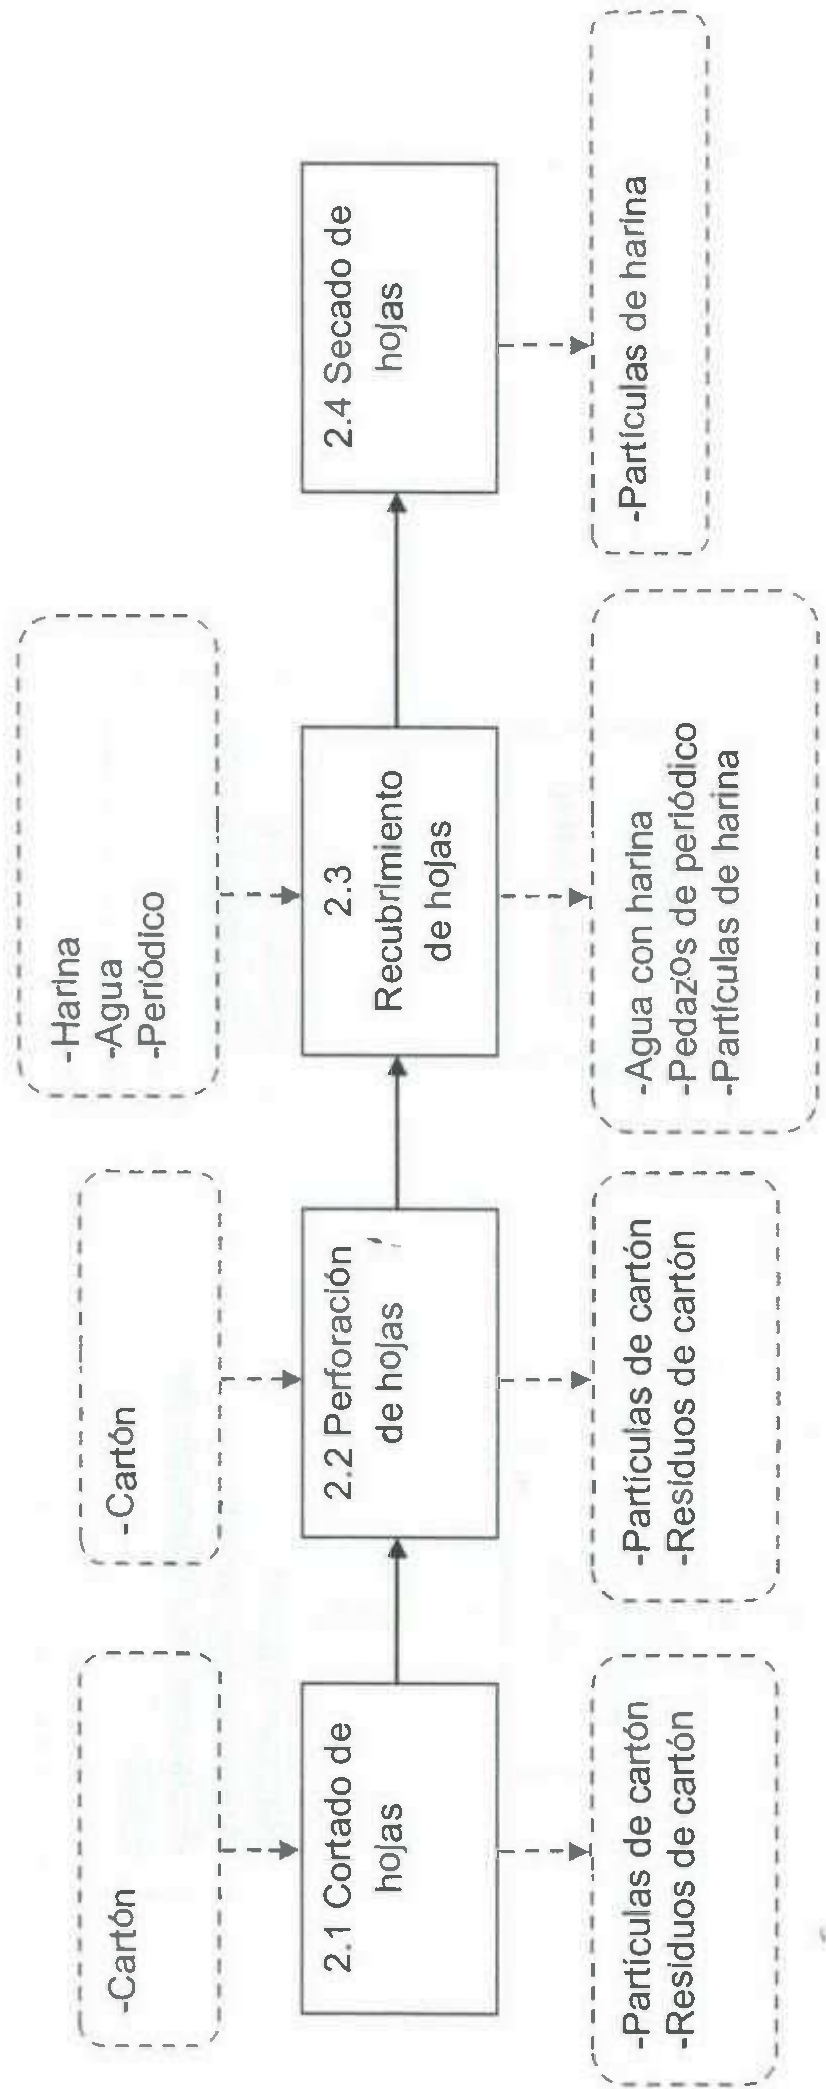 -Cartón
-Cartón
-Harina
-Agua
-Periódico
2.1 Cortado de
hojas
2.2 Perforación
de hojas
2.3
Recubrimiento
de hojas
2.4 Secado de
hojas
-Partículas de cartón
-Residuos de cartón
-Partículas de cartón
-Residuos de cartón
-Agua con harina
-Pedazos de periódico
-Partículas de harina
-Partículas de harina